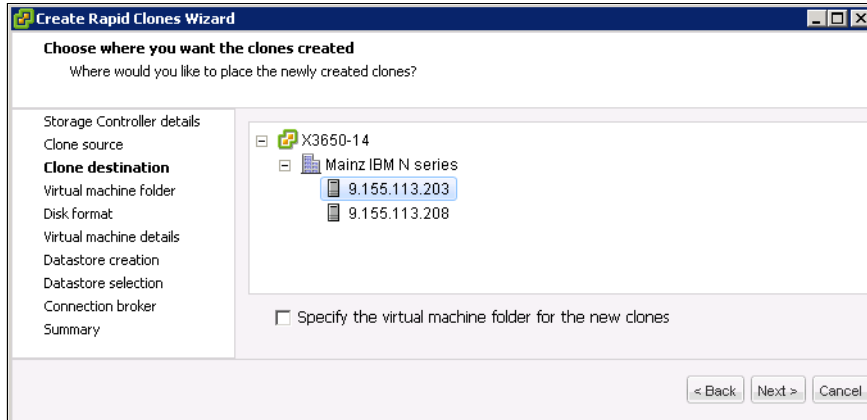 Create Rapid Clones Wizard
Choose where you want the clones created
Where would you like to place the newly created clones?
Storage Controller details
Clone source
Clone destination
Virtual machine folder
Disk format
Virtual machine details
Datastore creation
Datastore selection
Connection broker
Summary
X3650-14
Mainz IBM N series
9.155.113.203
9.155.113.208
Specify the virtual machine folder for the new clones
< Back Next > Cancel